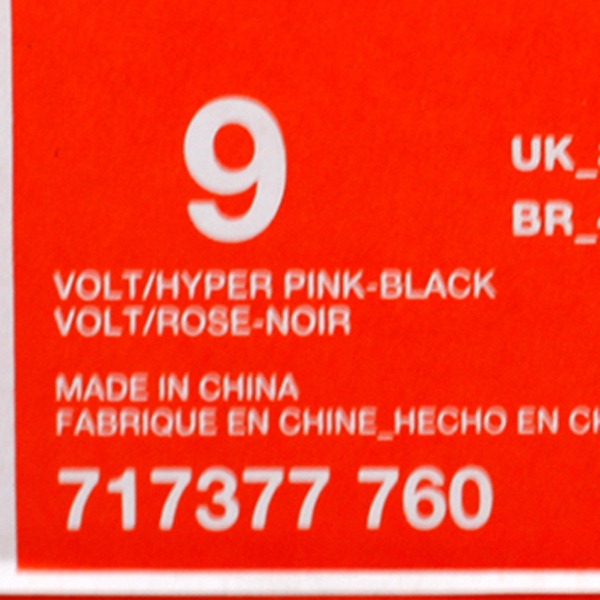 9
UK_
BR_
VOLT/HYPER PINK-BLACK
VOLT/ROSE-NOIR
MADE IN CHINA
FABRIQUE EN CHINE_HECHO EN CH
717377 760